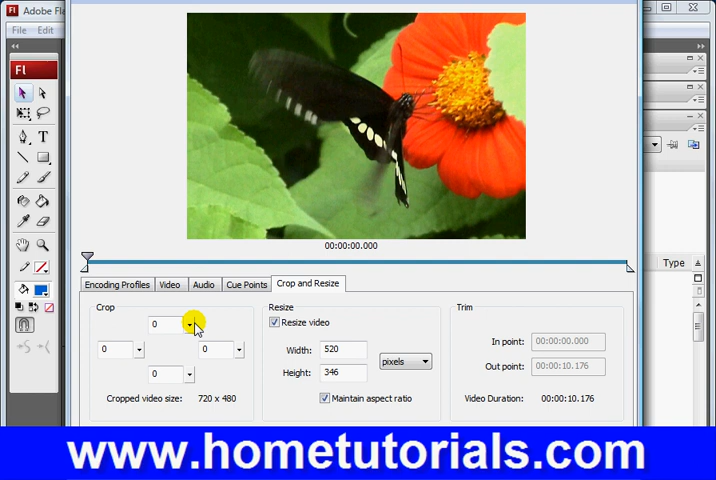 Fl Adobe Fla
File Edit
Fl
T
00:00:00.000
Type
Encoding Profiles Video Audio Cue Points Crop and Resize
Crop Resize Trim
0 Resize video
In point: 00:00:00.000
0 0 Width: 520 pixels
Out point: 00:00:10.176
0 Height: 346
Cropped video size: 720 x 480 Maintain aspect ratio Video Duration: 00:00:10.176
www.hometutorials.com